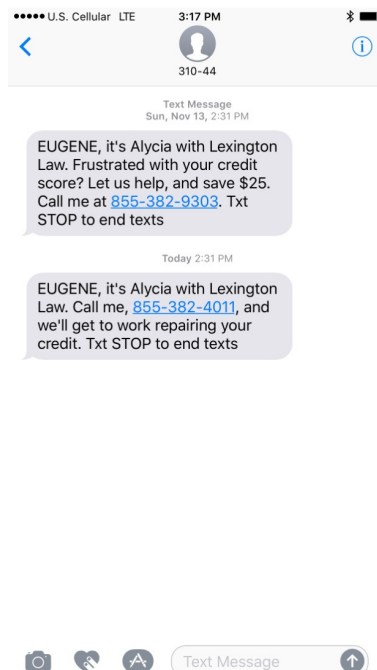 U.S. Cellular LTE 3:17 PM
310-44
Text Message
Sun, Nov 13, 2:31 PM
EUGENE, it's Alycia with Lexington
Law. Frustrated with your credit
score? Let us help, and save $25.
Call me at 855-382-9303. Txt
STOP to end texts
Today 2:31 PM
EUGENE, it's Alycia with Lexington
Law. Call me, 855-382-4011, and
we'll get to work repairing your
credit. Txt STOP to end texts
Text Message